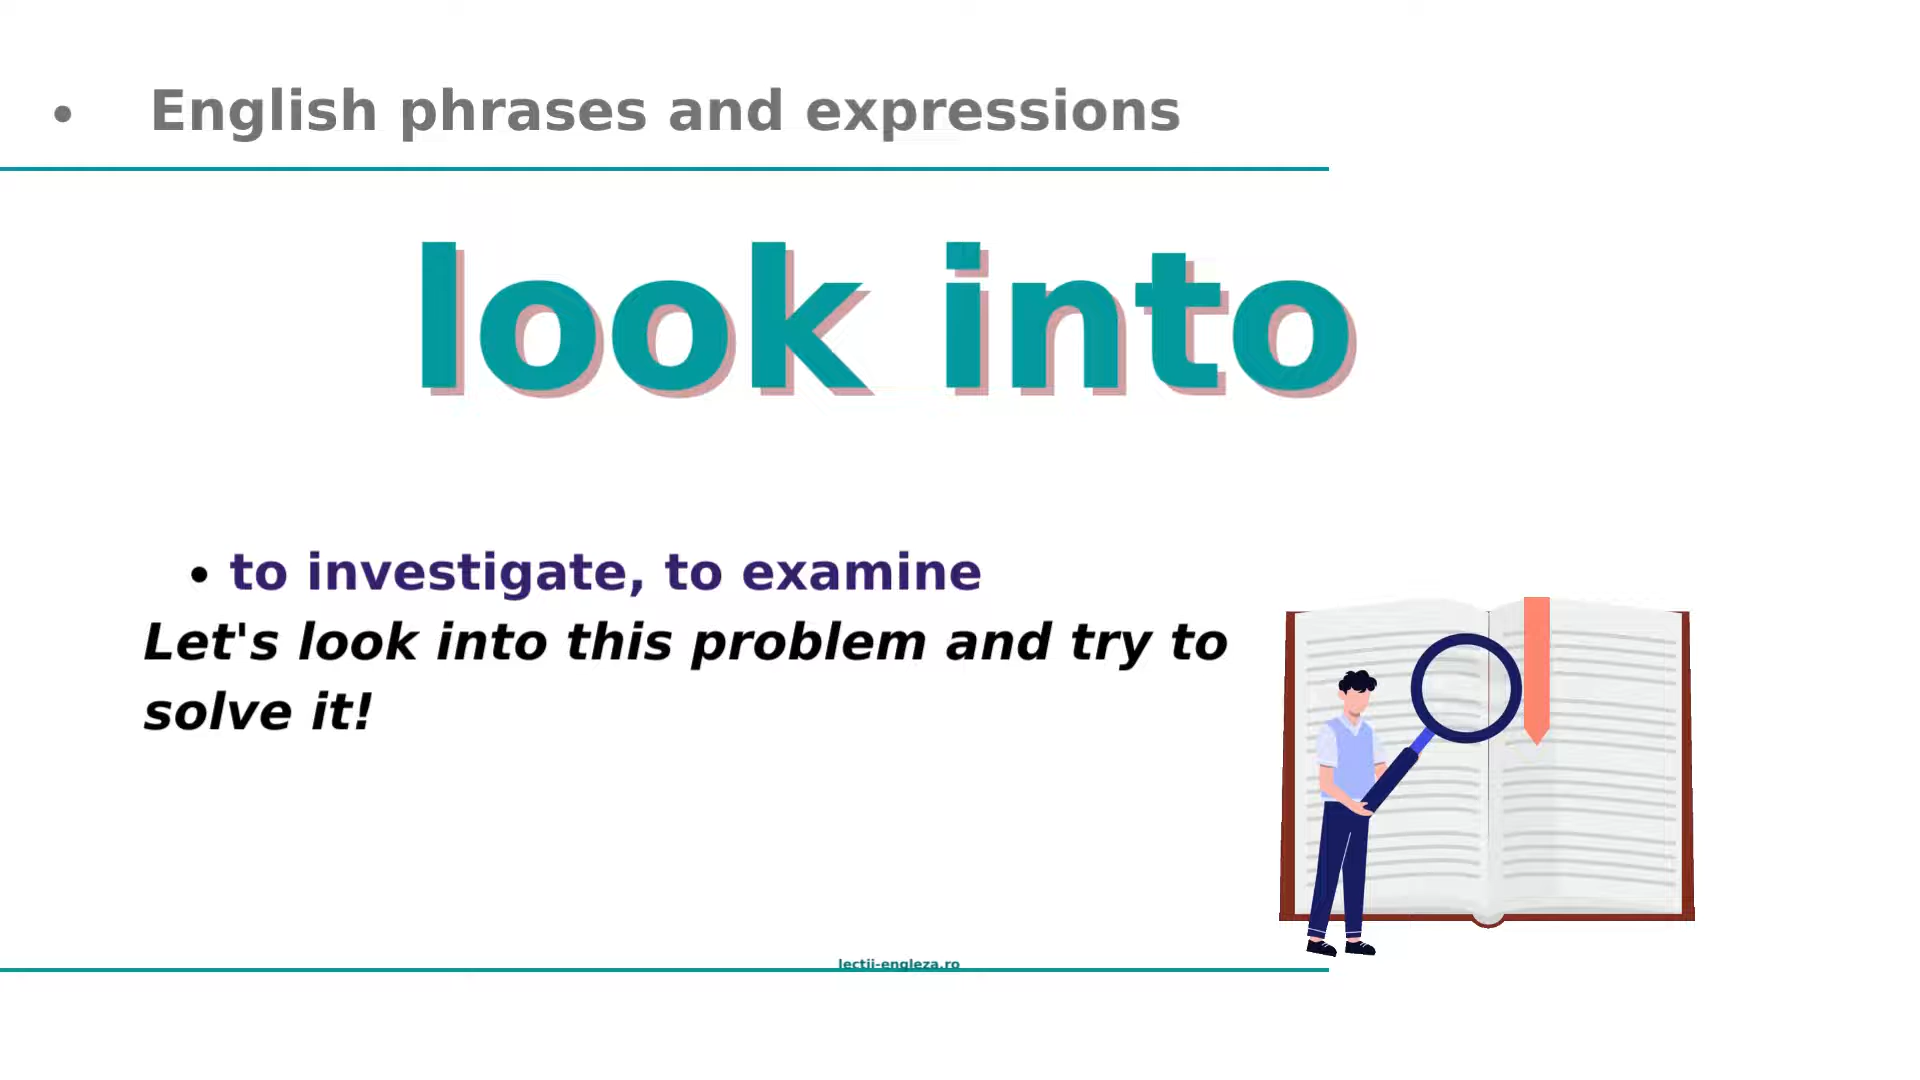 • English phrases and expressions
look into
• to investigate, to examine
Let's look into this problem and try to
solve it!
lectii-engleza.ro